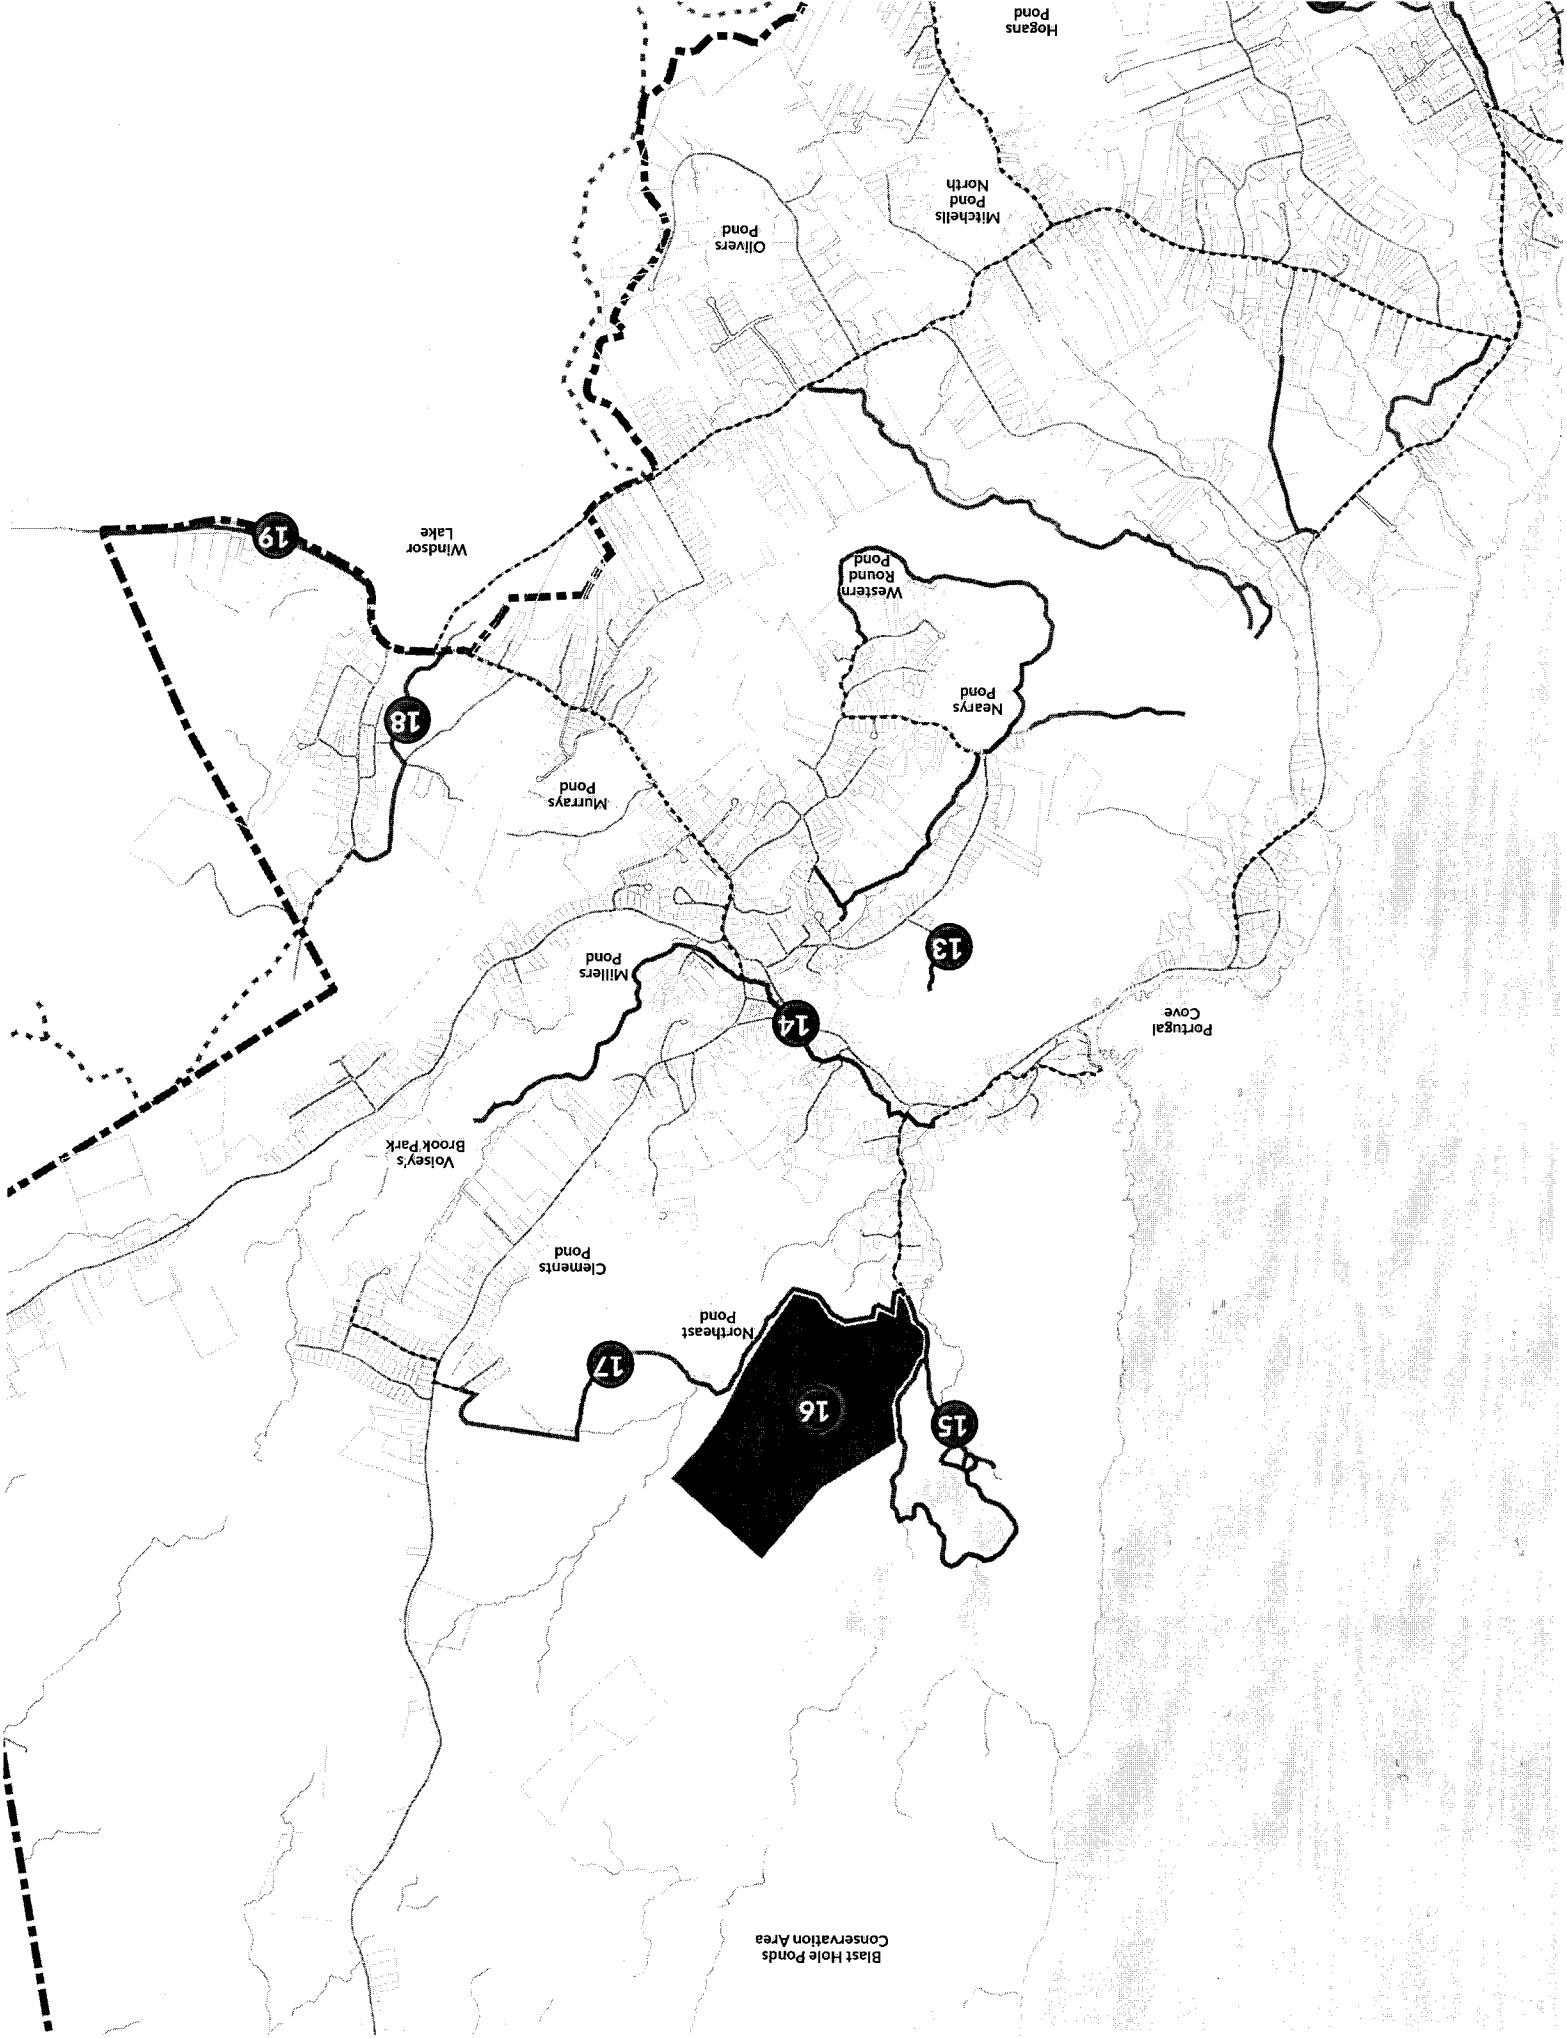 Blast Hole Ponds
Conservation Area
15
16
17
Northeast
Pond
Clements
Pond
Voisey's
Brook Park
14
Portugal
Cove
Millers
Pond
13
Murrays
Pond
18
Nearys
Pond
Western
Round
Pond
Windsor
Lake
19
Olivers
Pond
Mitchells
Pond
North
Hogans
Pond